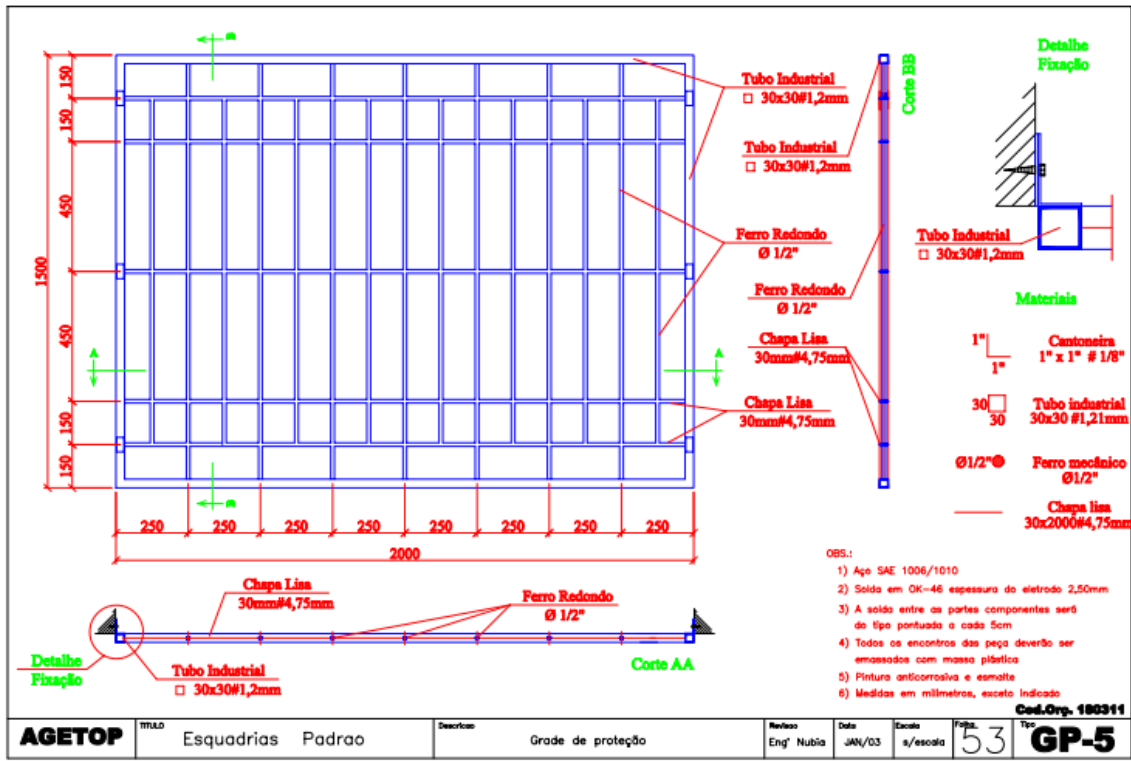 B
150
150
450
450
150
150
1500
A
A
B
250
250
250
250
250
250
250
250
2000
Tubo Industrial
□ 30x30#1,2mm
Tubo Industrial
□ 30x30#1,2mm
Ferro Redondo
Ø 1/2"
Ferro Redondo
Ø 1/2"
Chapa Lisa
30mm#4,75mm
Chapa Lisa
30mm#4,75mm
Corte BB
Detalhe
Fixação
Tubo Industrial
□ 30x30#1,2mm
Materiais
1"
1"
Cantoneira
1" x 1" # 1/8"
30
30
Tubo industrial
30x30 #1,21mm
Ø1/2"
Ferro mecânico
Ø1/2"
Chapa lisa
30x2000#4,75mm
Chapa Lisa
30mm#4,75mm
Ferro Redondo
Ø 1/2"
Detalhe
Fixação
Tubo Industrial
□ 30x30#1,2mm
Corte AA
OBS.:
1) Aço SAE 1006/1010
2) Solda em OK-46 espessura do eletrodo 2,50mm
3) A solda entre as partes componentes será
do tipo pontuada a cada 5cm
4) Todos os encontros das peça deverão ser
emassados com massa plástica
5) Pintura anticorrosiva e esmalte
6) Medidas em milímetros, exceto indicado
Cod.Orç. 180311
AGETOP
TITULO
Esquadrias Padrao
Descricao
Grade de proteção
Revisao
Eng° Nubia
Data
JAN/03
Escala
s/escala
Folha
53
Tipo
GP-5